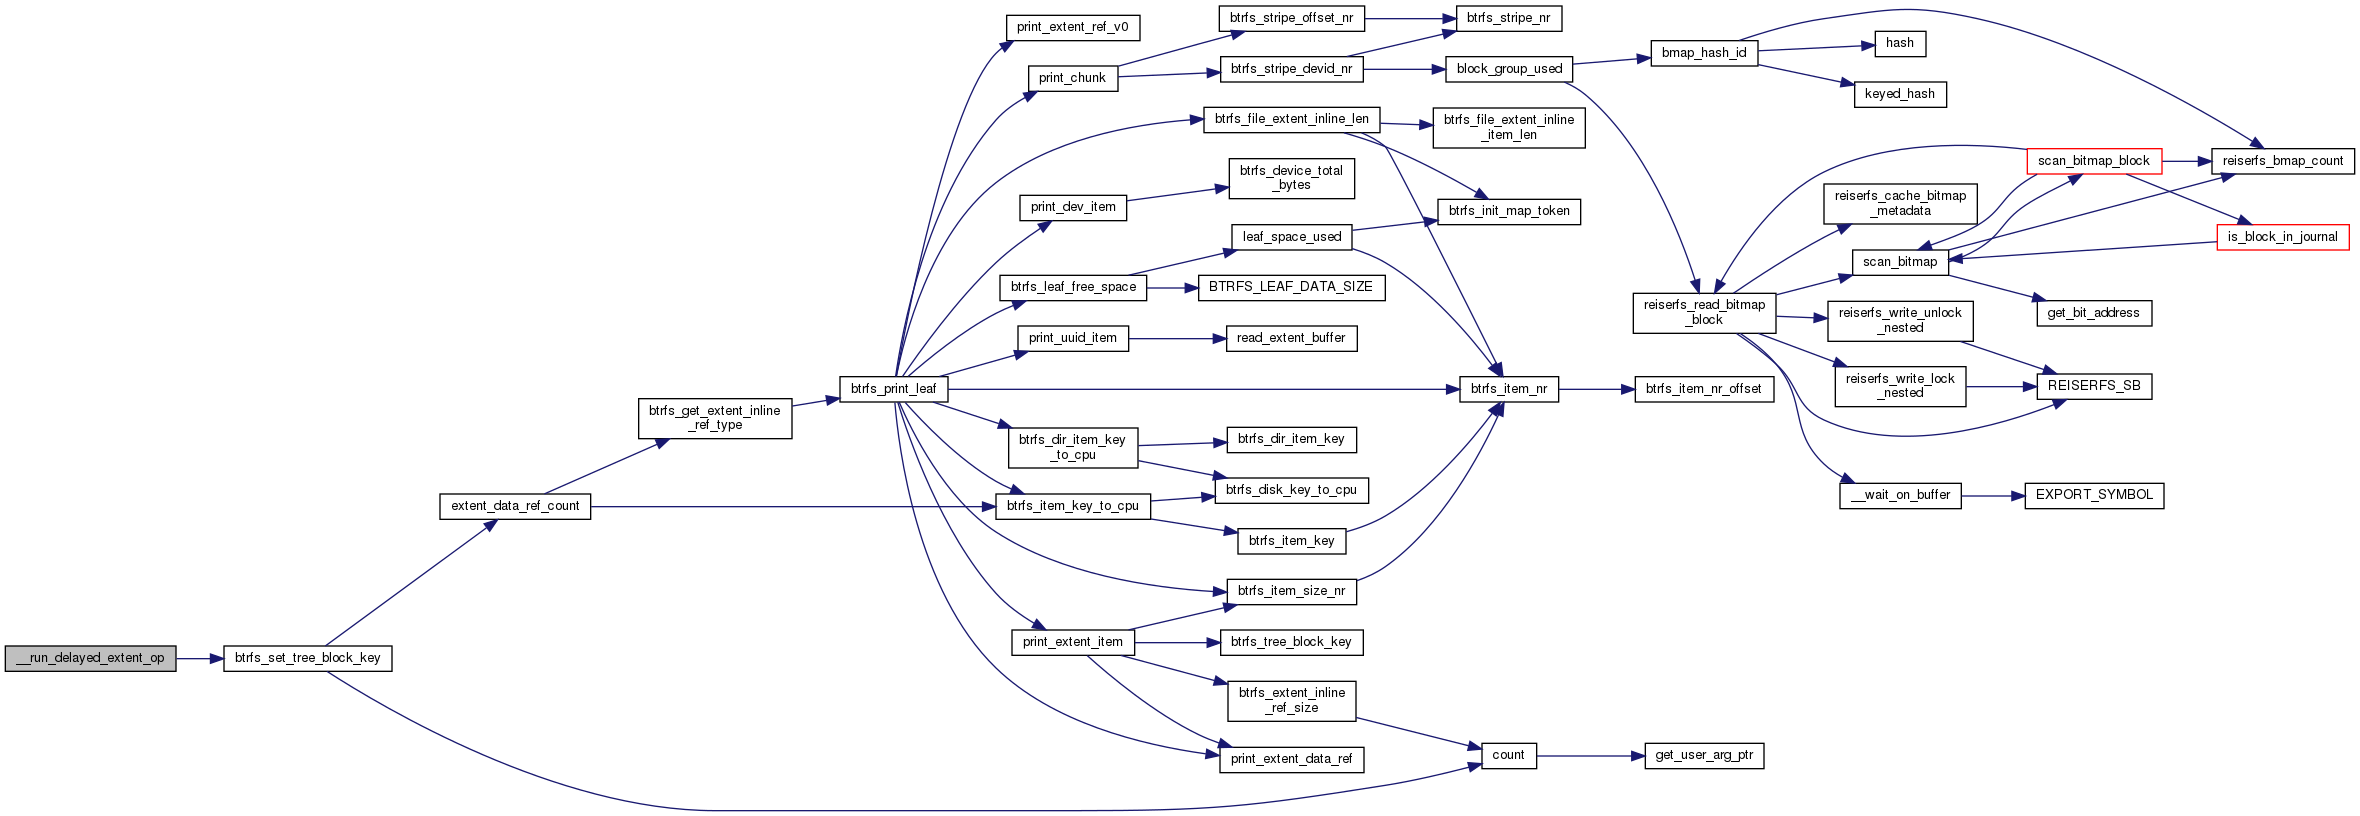 __run_delayed_extent_op
btrfs_set_tree_block_key
extent_data_ref_count
btrfs_get_extent_inline
_ref_type
btrfs_print_leaf
print_extent_ref_v0
print_chunk
print_dev_item
btrfs_leaf_free_space
print_uuid_item
btrfs_dir_item_key
_to_cpu
btrfs_item_key_to_cpu
print_extent_item
btrfs_stripe_offset_nr
btrfs_stripe_devid_nr
btrfs_file_extent_inline_len
btrfs_device_total
_bytes
leaf_space_used
BTRFS_LEAF_DATA_SIZE
read_extent_buffer
btrfs_dir_item_key
btrfs_disk_key_to_cpu
btrfs_item_key
btrfs_item_size_nr
btrfs_tree_block_key
btrfs_extent_inline
_ref_size
print_extent_data_ref
btrfs_stripe_nr
block_group_used
btrfs_file_extent_inline
_item_len
btrfs_init_map_token
btrfs_item_nr
count
bmap_hash_id
reiserfs_read_bitmap
_block
btrfs_item_nr_offset
get_user_arg_ptr
hash
keyed_hash
reiserfs_cache_bitmap
_metadata
scan_bitmap
reiserfs_write_unlock
_nested
reiserfs_write_lock
_nested
__wait_on_buffer
scan_bitmap_block
get_bit_address
REISERFS_SB
EXPORT_SYMBOL
reiserfs_bmap_count
is_block_in_journal